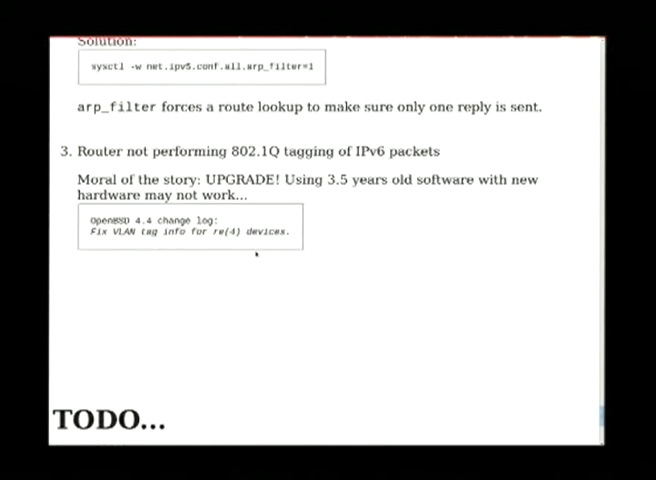 Solution:
sysctl -w net.ipv5.conf.all.arp_filter=1
arp_filter forces a route lookup to make sure only one reply is sent.
3. Router not performing 802.1Q tagging of IPv6 packets
Moral of the story: UPGRADE! Using 3.5 years old software with new
hardware may not work...
OpenBSD 4.4 change log:
Fix VLAN tag info for re(4) devices.
TODO...